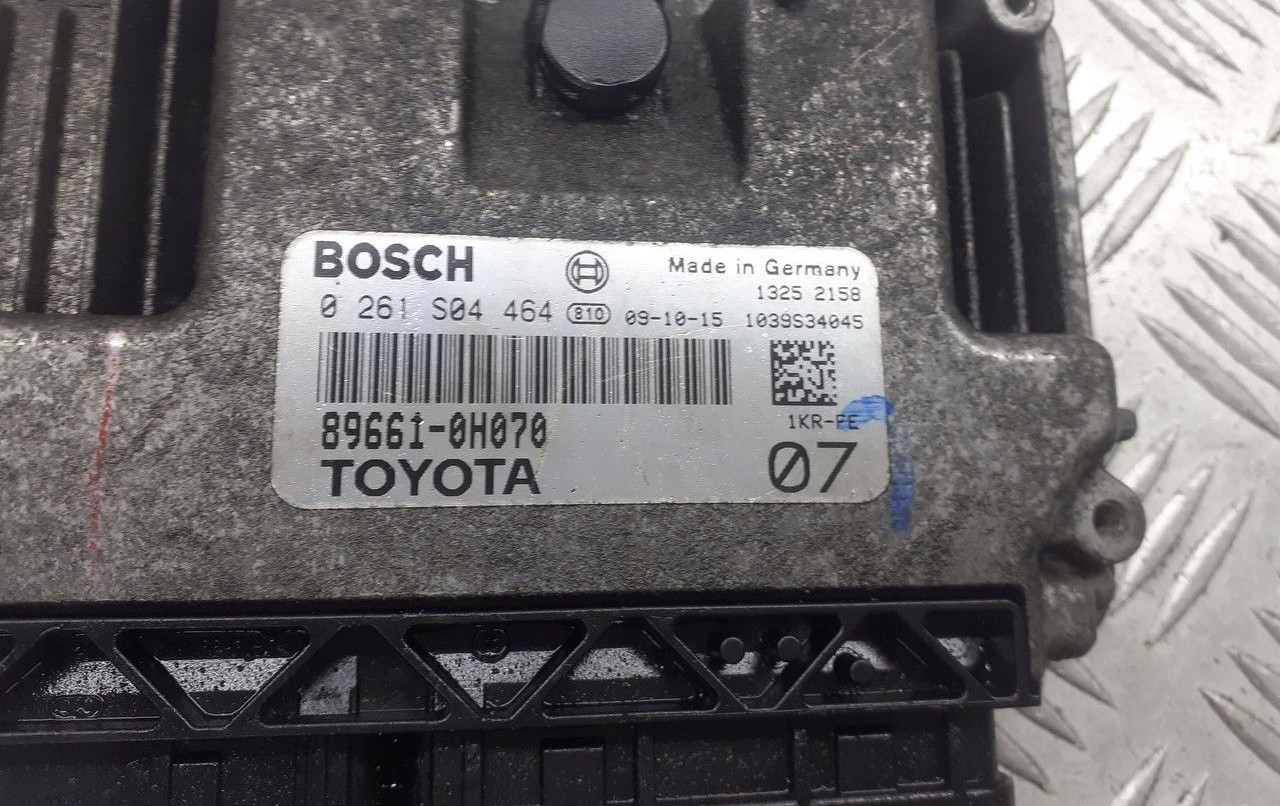 BOSCH
Made in Germany
1325 2158
0 261 S04 464 810 09-10-15 1039S34045
89661-0H070
1KR-FE
TOYOTA
07